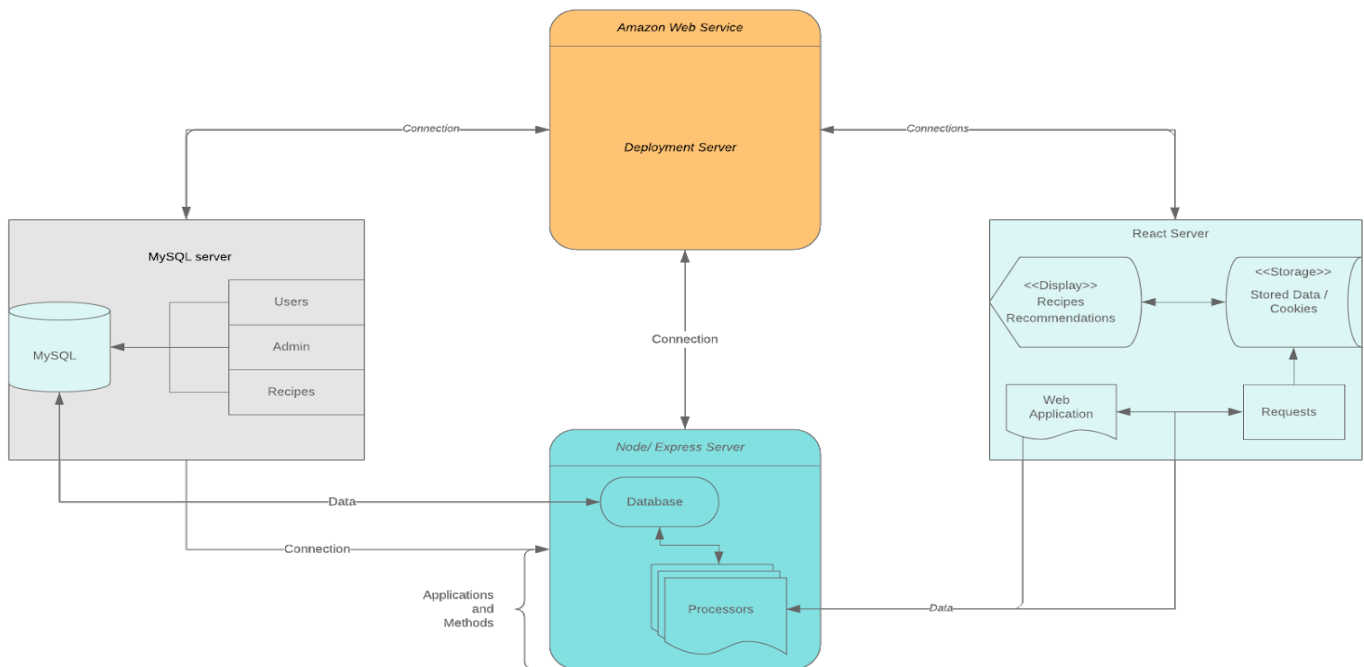 Amazon Web Service
Deployment Server
Connection
Connections
MySQL server
Users
Admin
Recipes
MySQL
React Server
<<Display>>
Recipes
Recommendations
<<Storage>>
Stored Data /
Cookies
Web
Application
Requests
Connection
Node/ Express Server
Database
Processors
Data
Connection
Applications
and
Methods
Data